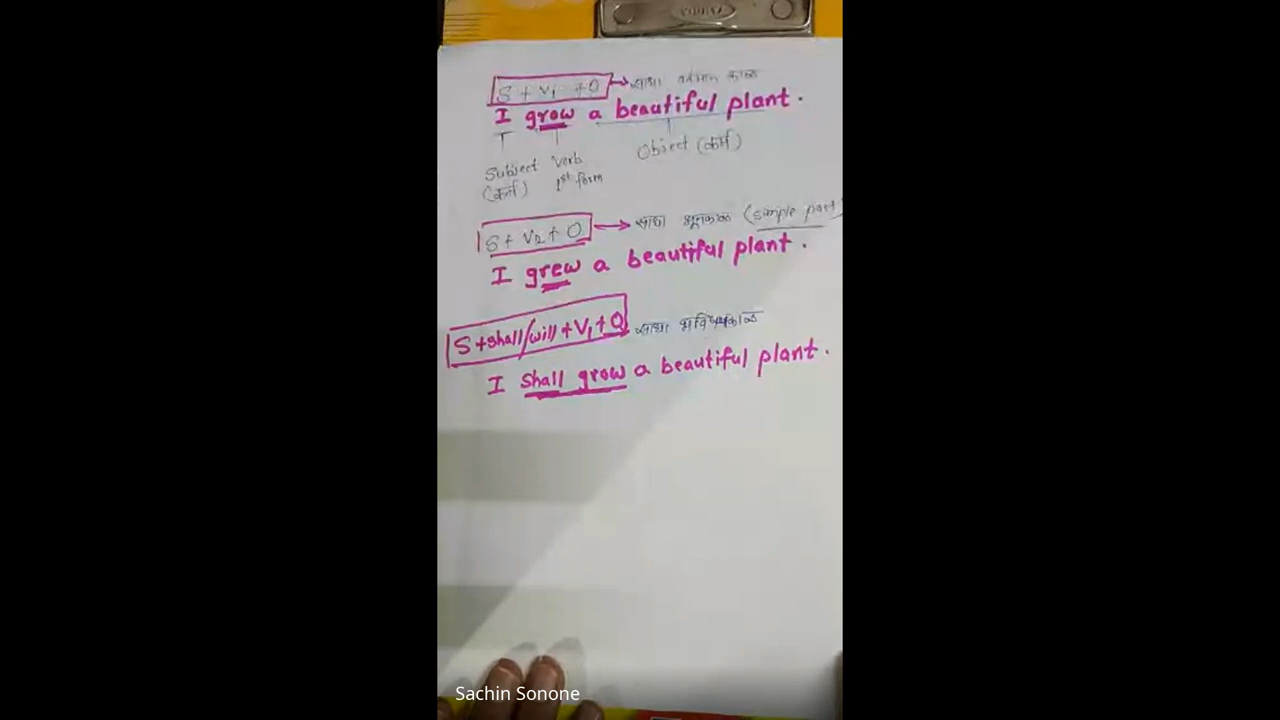 S + V1 + O → साधा वर्तमान काळ
I grow a beautiful plant.
Subject Verb Object (कर्म)
(कर्ता) 1st form
S + V2 + O → साधा भूतकाळ (simple past)
I grew a beautiful plant.
S + shall/will + V1 + O साधा भविष्यकाळ
I shall grow a beautiful plant.
Sachin Sonone